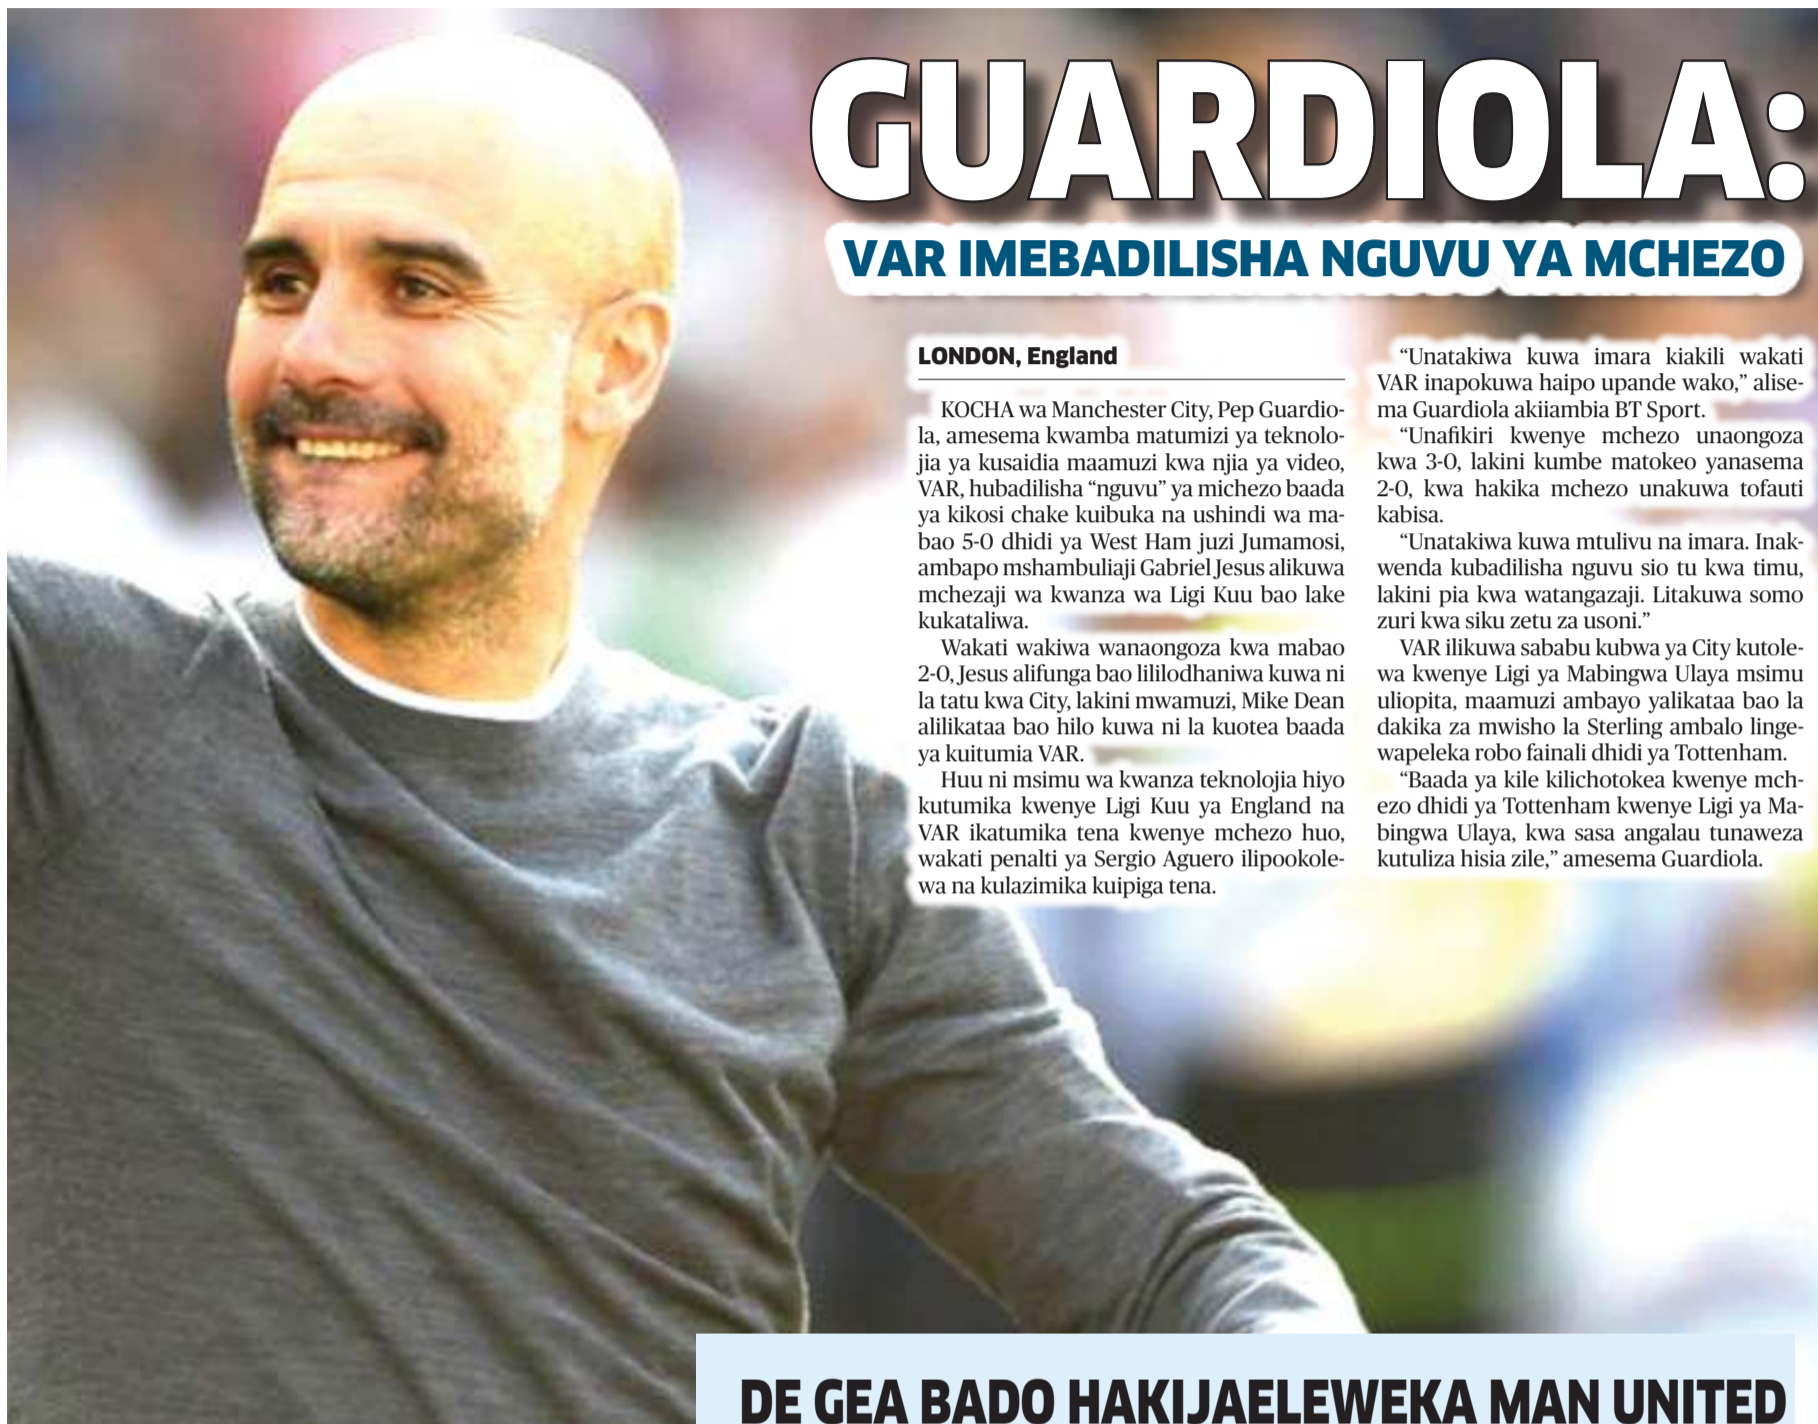 GUARDIOLA:
VAR IMEBADILISHA NGUVU YA MCHEZO
LONDON, England
KOCHA wa Manchester City, Pep Guardio-
la, amesema kwamba matumizi ya teknolo-
jia ya kusaidia maamuzi kwa njia ya video,
VAR, hubadilisha “nguvu” ya michezo baada
ya kikosi chake kuibuka na ushindi wa ma-
bao 5-0 dhidi ya West Ham juzi Jumamosi,
ambapo mshambuliaji Gabriel Jesus alikuwa
mchezaji wa kwanza wa Ligi Kuu bao lake
kukataliwa.
Wakati wakiwa wanaongoza kwa mabao
2-0, Jesus alifunga bao lililodhaniwa kuwa ni
la tatu kwa City, lakini mwamuzi, Mike Dean
alilikataa bao hilo kuwa ni la kuotea baada
ya kuitumia VAR.
Huu ni msimu wa kwanza teknolojia hiyo
kutumika kwenye Ligi Kuu ya England na
VAR ikatumika tena kwenye mchezo huo,
wakati penalti ya Sergio Aguero ilipookole-
wa na kulazimika kuipiga tena.
“Unatakiwa kuwa imara kiakili wakati
VAR inapokuwa haipo upande wako,” alise-
ma Guardiola akiiambia BT Sport.
“Unafikiri kwenye mchezo unaongoza
kwa 3-0, lakini kumbe matokeo yanasema
2-0, kwa hakika mchezo unakuwa tofauti
kabisa.
“Unatakiwa kuwa mtulivu na imara. Inak-
wenda kubadilisha nguvu sio tu kwa timu,
lakini pia kwa watangazaji. Litakuwa somo
zuri kwa siku zetu za usoni.”
VAR ilikuwa sababu kubwa ya City kutole-
wa kwenye Ligi ya Mabingwa Ulaya msimu
uliopita, maamuzi ambayo yalikataa bao la
dakika za mwisho la Sterling ambalo linge-
wapeleka robo fainali dhidi ya Tottenham.
“Baada ya kile kilichotokea kwenye mch-
ezo dhidi ya Tottenham kwenye Ligi ya Ma-
bingwa Ulaya, kwa sasa angalau tunaweza
kutuliza hisia zile,” amesema Guardiola.
DE GEA BADO HAKIJAELEWEKA MAN UNITED